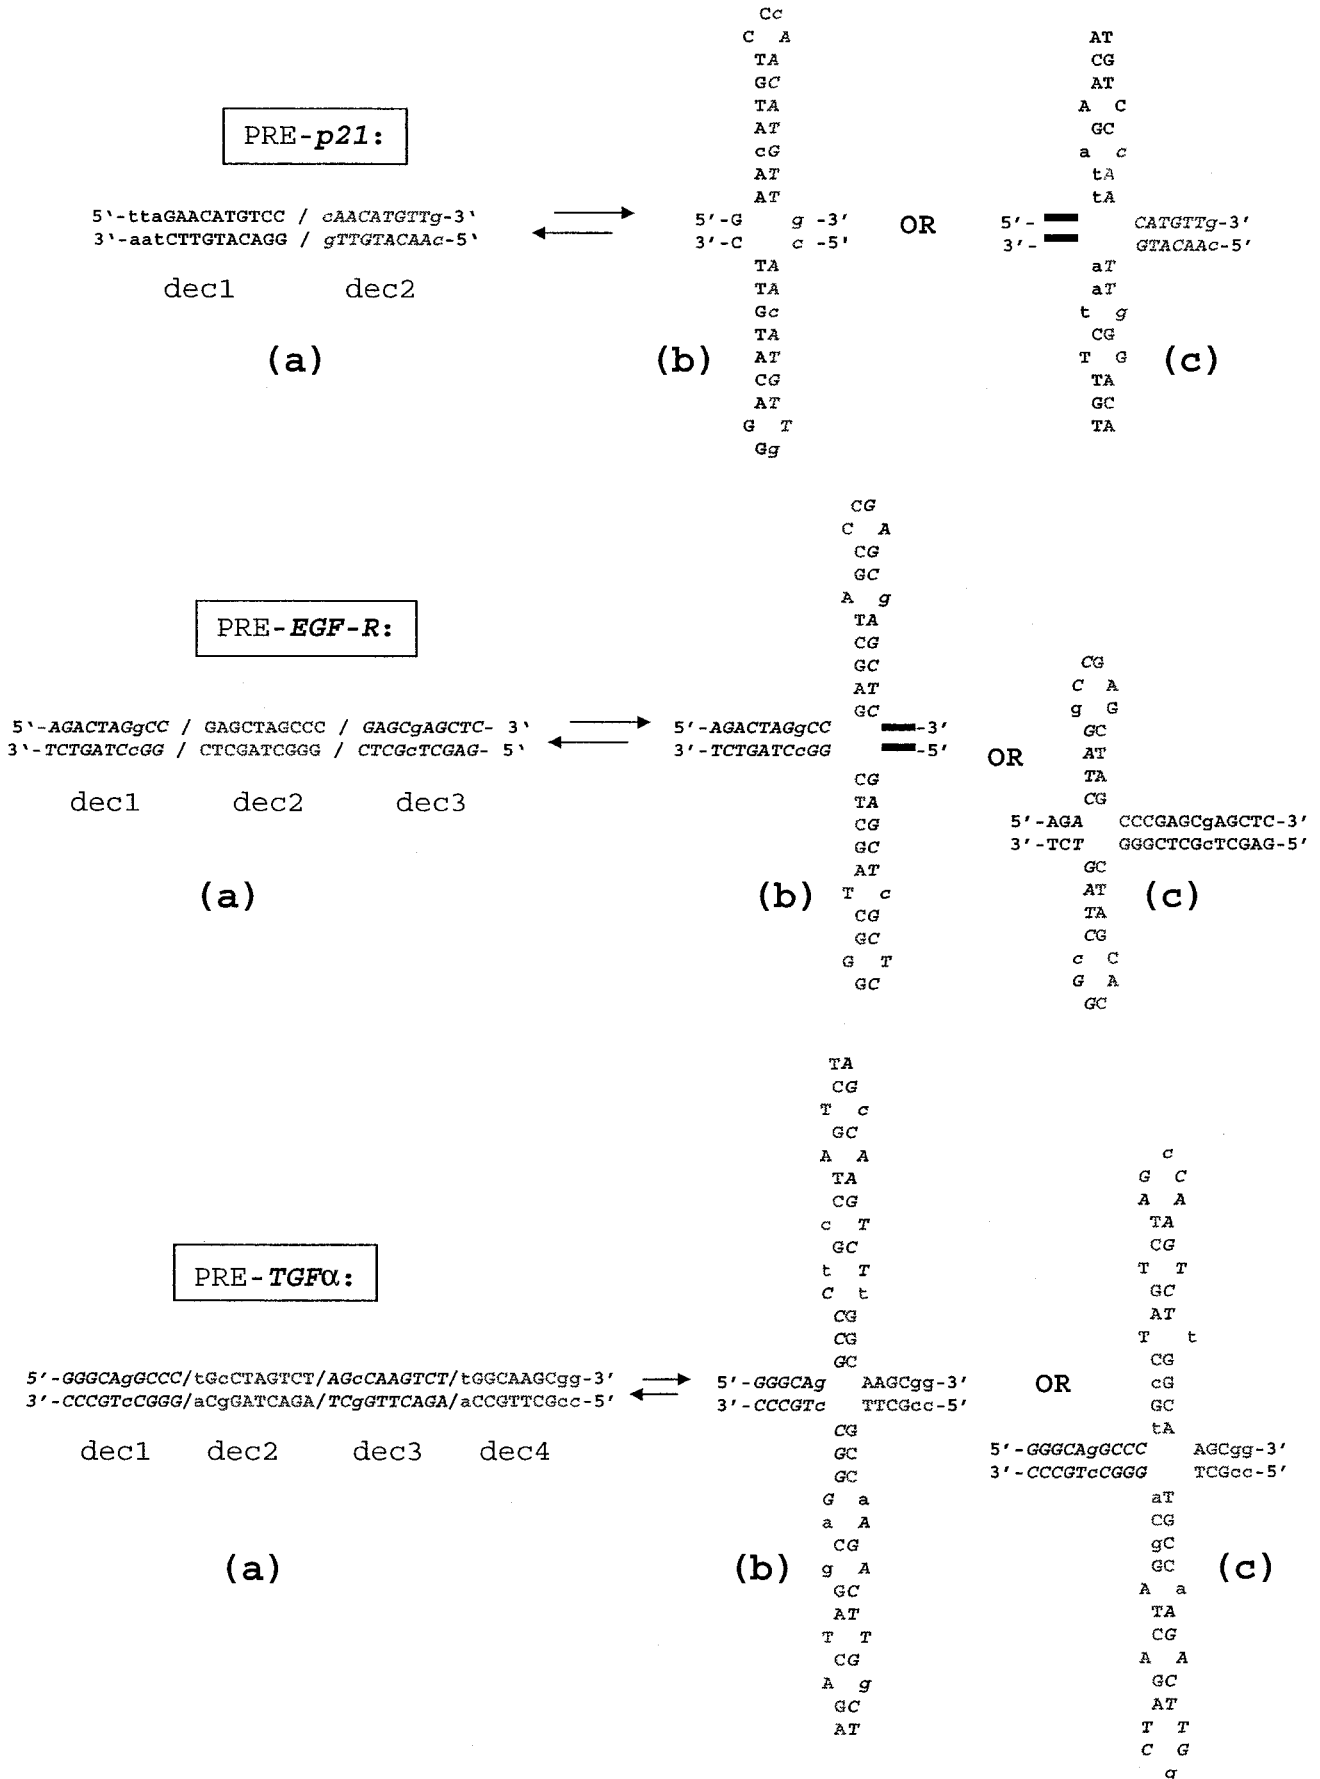 PRE-p21:
5'-ttaGAACATGTCC / cAACATGTTg-3'
3'-aatCTTGTACAGG / gTTGTACAAc-5'
dec1 dec2
(a)
Cc
C A
TA
GC
TA
AT
cG
AT
AT
5'-G g -3'
3'-C c -5'
TA
TA
Gc
TA
AT
CG
AT
G T
Gg
(b)
OR
AT
CG
AT
A C
GC
a c
tA
tA
5'- CATGTTg-3'
3'- GTACAAc-5'
aT
aT
t g
CG
T G
TA
GC
TA
(c)
PRE-EGF-R:
5'-AGACTAGgCC / GAGCTAGCCC / GAGCgAGCTC- 3'
3'-TCTGATCcGG / CTCGATCGGG / CTCGcTCGAG- 5'
dec1 dec2 dec3
(a)
CG
C A
CG
GC
A g
TA
CG
GC
AT
GC
5'-AGACTAGgCC -3'
3'-TCTGATCcGG -5'
CG
TA
CG
GC
AT
T c
CG
GC
G T
GC
(b)
OR
CG
C A
g G
GC
AT
TA
CG
5'-AGA CCCGAGCgAGCTC-3'
3'-TCT GGGCTCGcTCGAG-5'
GC
AT
TA
CG
c C
G A
GC
(c)
PRE-TGFα:
5'-GGGCAgGCCC/tGcCTAGTCT/AGcCAAGTCT/tGGCAAGCgg-3'
3'-CCCGTcCGGG/aCgGATCAGA/TCgGTTCAGA/aCCGTTCGcc-5'
dec1 dec2 dec3 dec4
(a)
TA
CG
T c
GC
A A
TA
CG
c T
GC
t T
C t
CG
CG
GC
5'-GGGCAg AAGCgg-3'
3'-CCCGTc TTCGcc-5'
CG
GC
GC
G a
a A
CG
g A
GC
AT
T T
CG
A g
GC
AT
(b)
OR
c
G C
A A
TA
CG
T T
GC
AT
T t
CG
cG
GC
tA
5'-GGGCAgGCCC AGCgg-3'
3'-CCCGTcCGGG TCGcc-5'
aT
CG
gC
GC
A a
TA
CG
A A
GC
AT
T T
C G
g
(c)